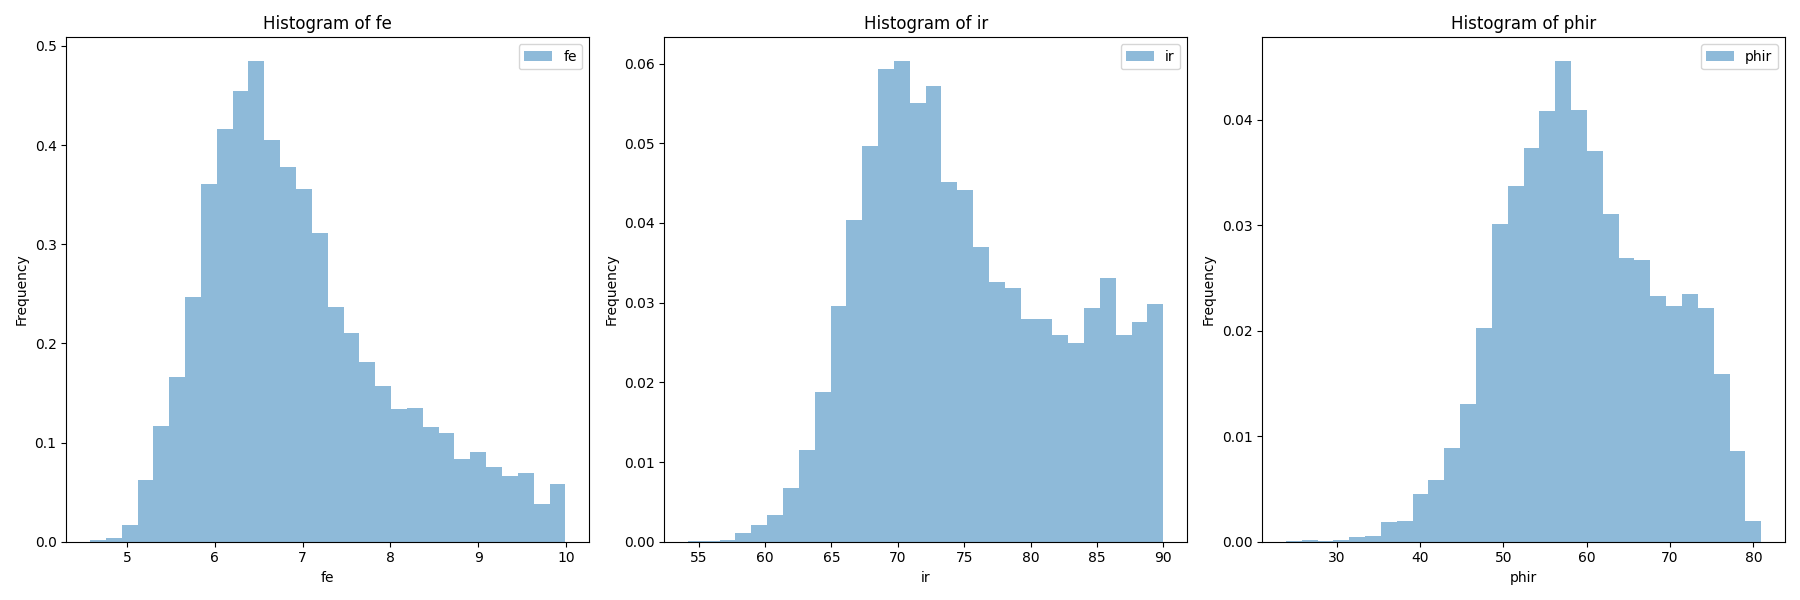 Histogram of fe
fe
0.5
0.4
0.3
0.2
0.1
0.0
Frequency
5 6 7 8 9 10
fe
Histogram of ir
ir
0.06
0.05
0.04
0.03
0.02
0.01
0.00
Frequency
55 60 65 70 75 80 85 90
ir
Histogram of phir
phir
0.04
0.03
0.02
0.01
0.00
Frequency
30 40 50 60 70 80
phir